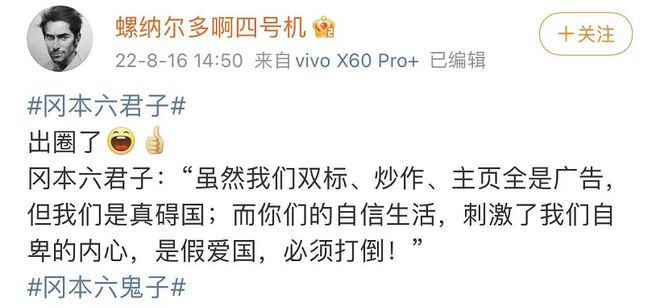 螺纳尔多啊四号机
22-8-16 14:50 来自 vivo X60 Pro+ 已编辑
+关注
#冈本六君子#
出圈了
冈本六君子：“虽然我们双标、炒作、主页全是广告，
但我们是真碍国；而你们的自信生活，刺激了我们自
卑的内心，是假爱国，必须打倒！”
#冈本六鬼子#